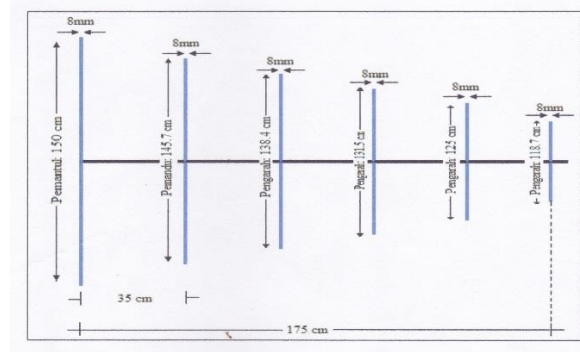 8mm
8mm
8mm
8mm
8mm
8mm
Pemantul: 150 cm
Pemandu: 145.7 cm
Pengarah: 138.4 cm
Pengarah: 131.5 cm
Pengarah: 125 cm
Pengarah: 118.7 cm
35 cm
175 cm